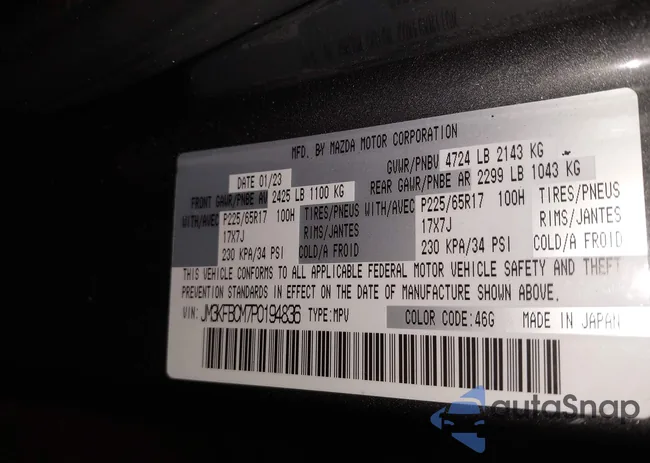 MFD. BY MAZDA MOTOR CORPORATION
DATE 01/23 GVWR/PNBV 4724 LB 2143 KG
FRONT GAWR/PNBE AV 2425 LB 1100 KG REAR GAWR/PNBE AR 2299 LB 1043 KG
WITH/AVEC P225/65R17 100H TIRES/PNEUS WITH/AVEC P225/65R17 100H TIRES/PNEUS
17X7J RIMS/JANTES 17X7J RIMS/JANTES
230 KPA/34 PSI COLD/A FROID 230 KPA/34 PSI COLD/A FROID
THIS VEHICLE CONFORMS TO ALL APPLICABLE FEDERAL MOTOR VEHICLE SAFETY AND THEFT
PREVENTION STANDARDS IN EFFECT ON THE DATE OF MANUFACTURE SHOWN ABOVE.
VIN: JM3KFBCM7P0194836 TYPE:MPV COLOR CODE:46G MADE IN JAPAN
autoSnap